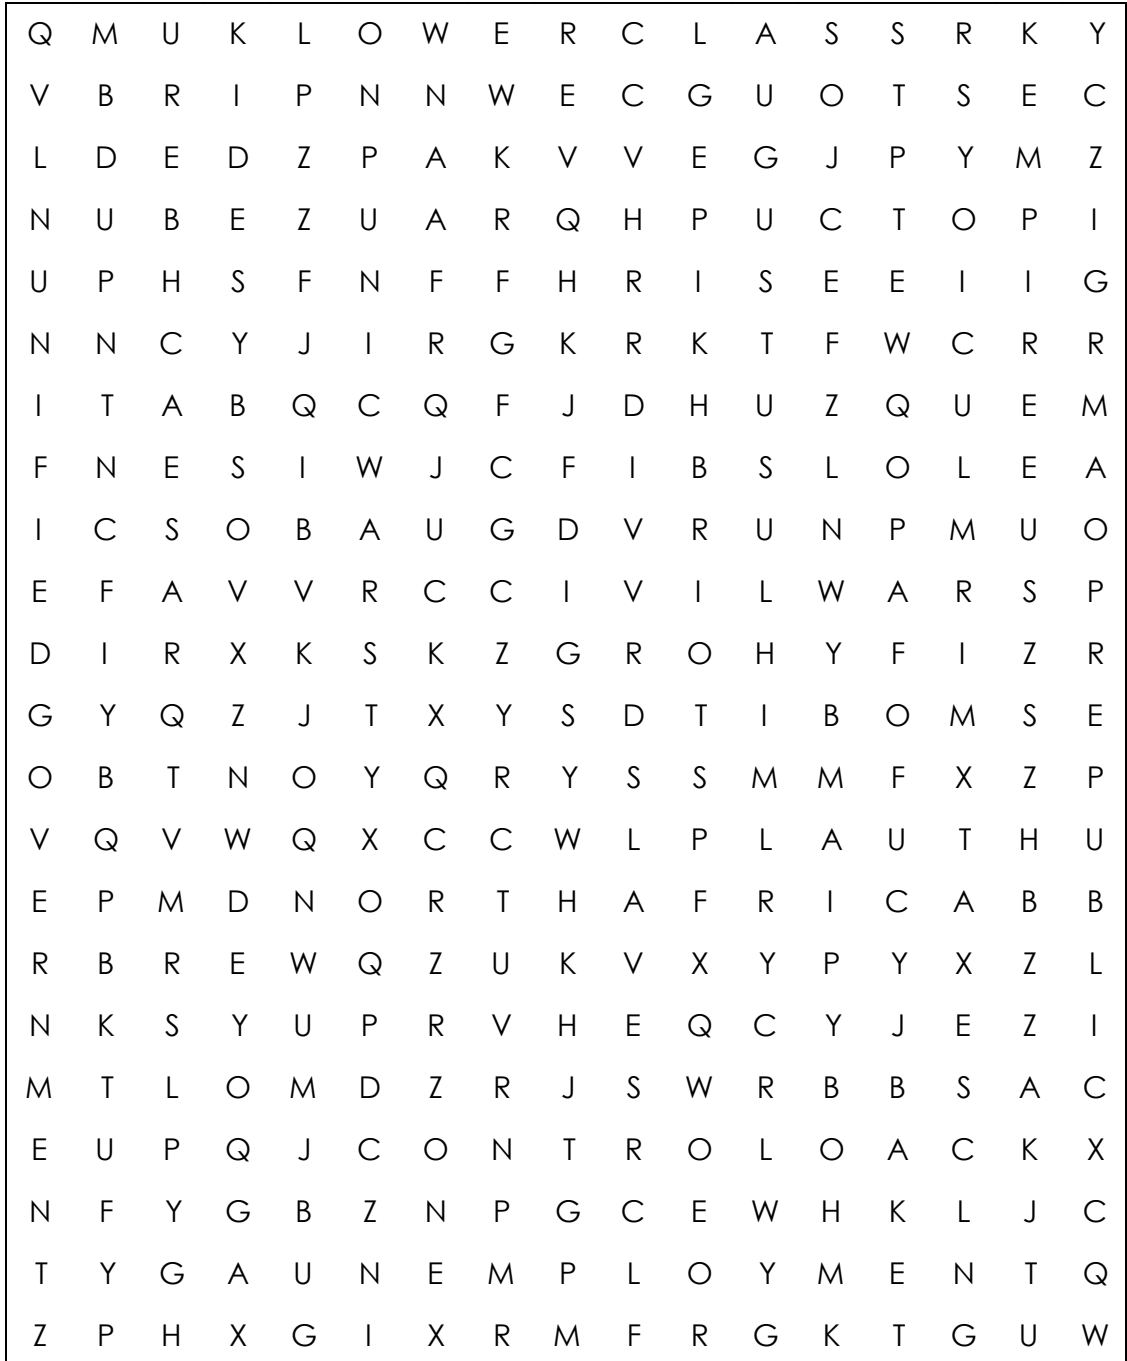 Q M U K L O W E R C L A S S R K Y
V B R I P N N W E C G U O T S E C
L D E D Z P A K V V E G J P Y M Z
N U B E Z U A R Q H P U C T O P I
U P H S F N F F H R I S E E I I G
N N C Y J I R G K R K T F W C R R
I T A B Q C Q F J D H U Z Q U E M
F N E S I W J C F I B S L O L E A
I C S O B A U G D V R U N P M U O
E F A V V R C C I V I L W A R S P
D I R X K S K Z G R O H Y F I Z R
G Y Q Z J T X Y S D T I B O M S E
O B T N O Y Q R Y S S M M F X Z P
V Q V W Q X C C W L P L A U T H U
E P M D N O R T H A F R I C A B B
R B R E W Q Z U K V X Y P Y X Z L
N K S Y U P R V H E Q C Y J E Z I
M T L O M D Z R J S W R B B S A C
E U P Q J C O N T R O L O A C K X
N F Y G B Z N P G C E W H K L J C
T Y G A U N E M P L O Y M E N T Q
Z P H X G I X R M F R G K T G U W